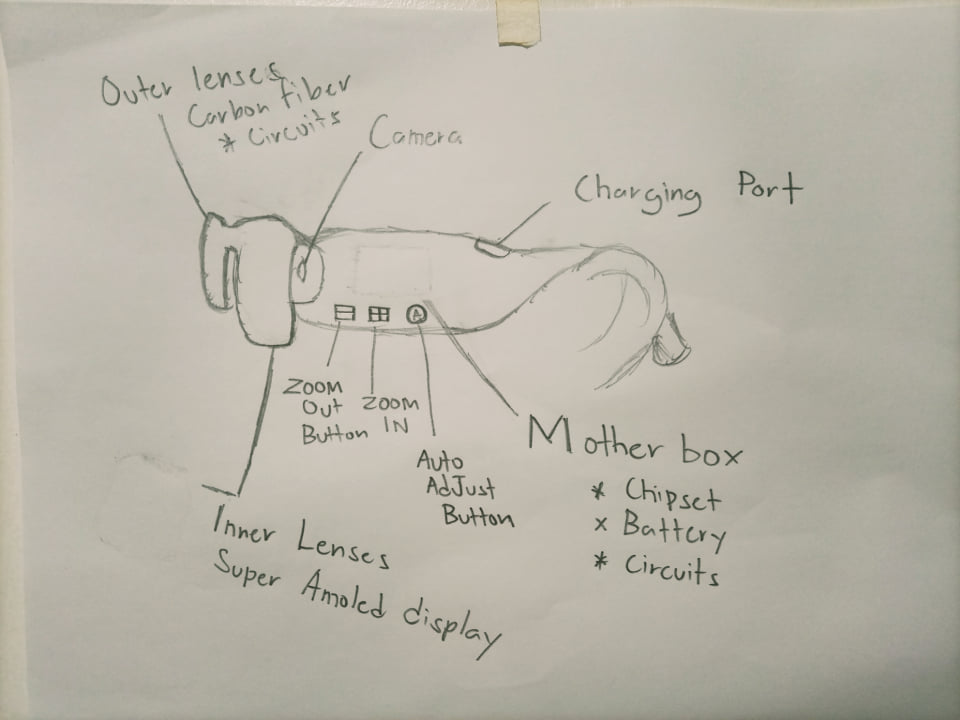 Outer lenses
Carbon fiber
* Circuits
Camera
Charging Port
A
Zoom
Out
Button
Zoom
IN
Auto
AdJust
Button
Mother box
* Chipset
x Battery
* Circuits
Inner Lenses
Super Amoled display